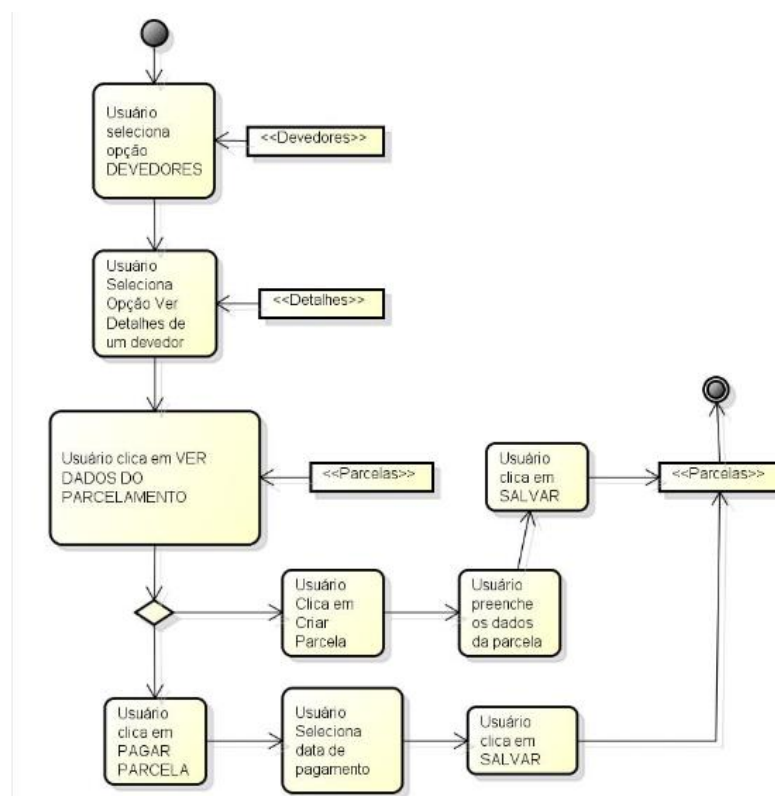 Usuário
seleciona
opção
DEVEDORES
<<Devedores>>
Usuário
Seleciona
Opção Ver
Detalhes de
um devedor
<<Detalhes>>
Usuário clica em VER
DADOS DO
PARCELAMENTO
<<Parcelas>>
Usuário
clica em
SALVAR
<<Parcelas>>
Usuário
Clica em
Criar
Parcela
Usuário
preenche
os dados
da parcela
Usuário
clica em
PAGAR
PARCELA
Usuário
Seleciona
data de
pagamento
Usuário
clica em
SALVAR